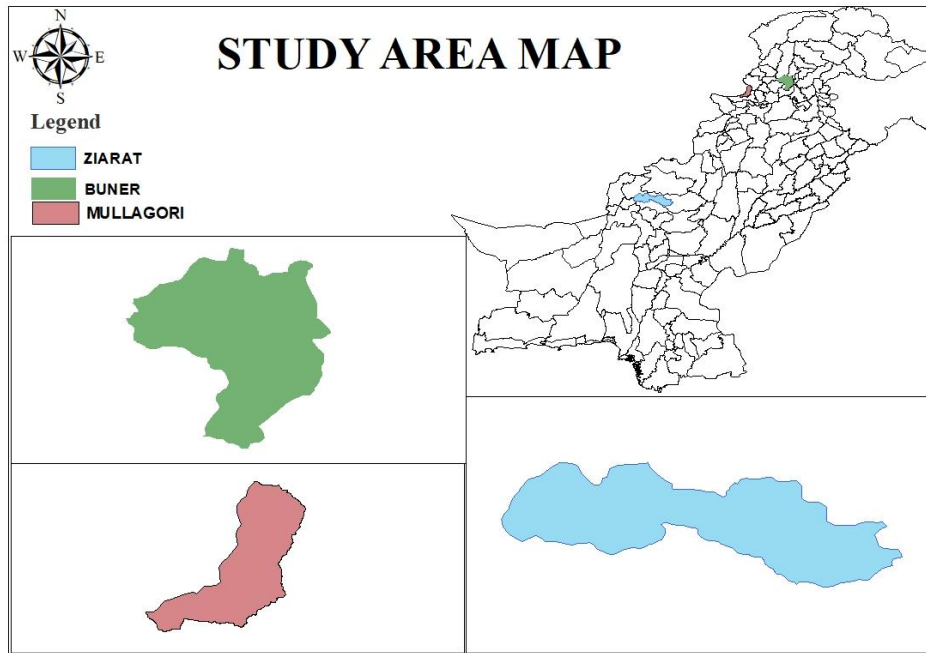 N
W E
S
STUDY AREA MAP
Legend
ZIARAT
BUNER
MULLAGORI